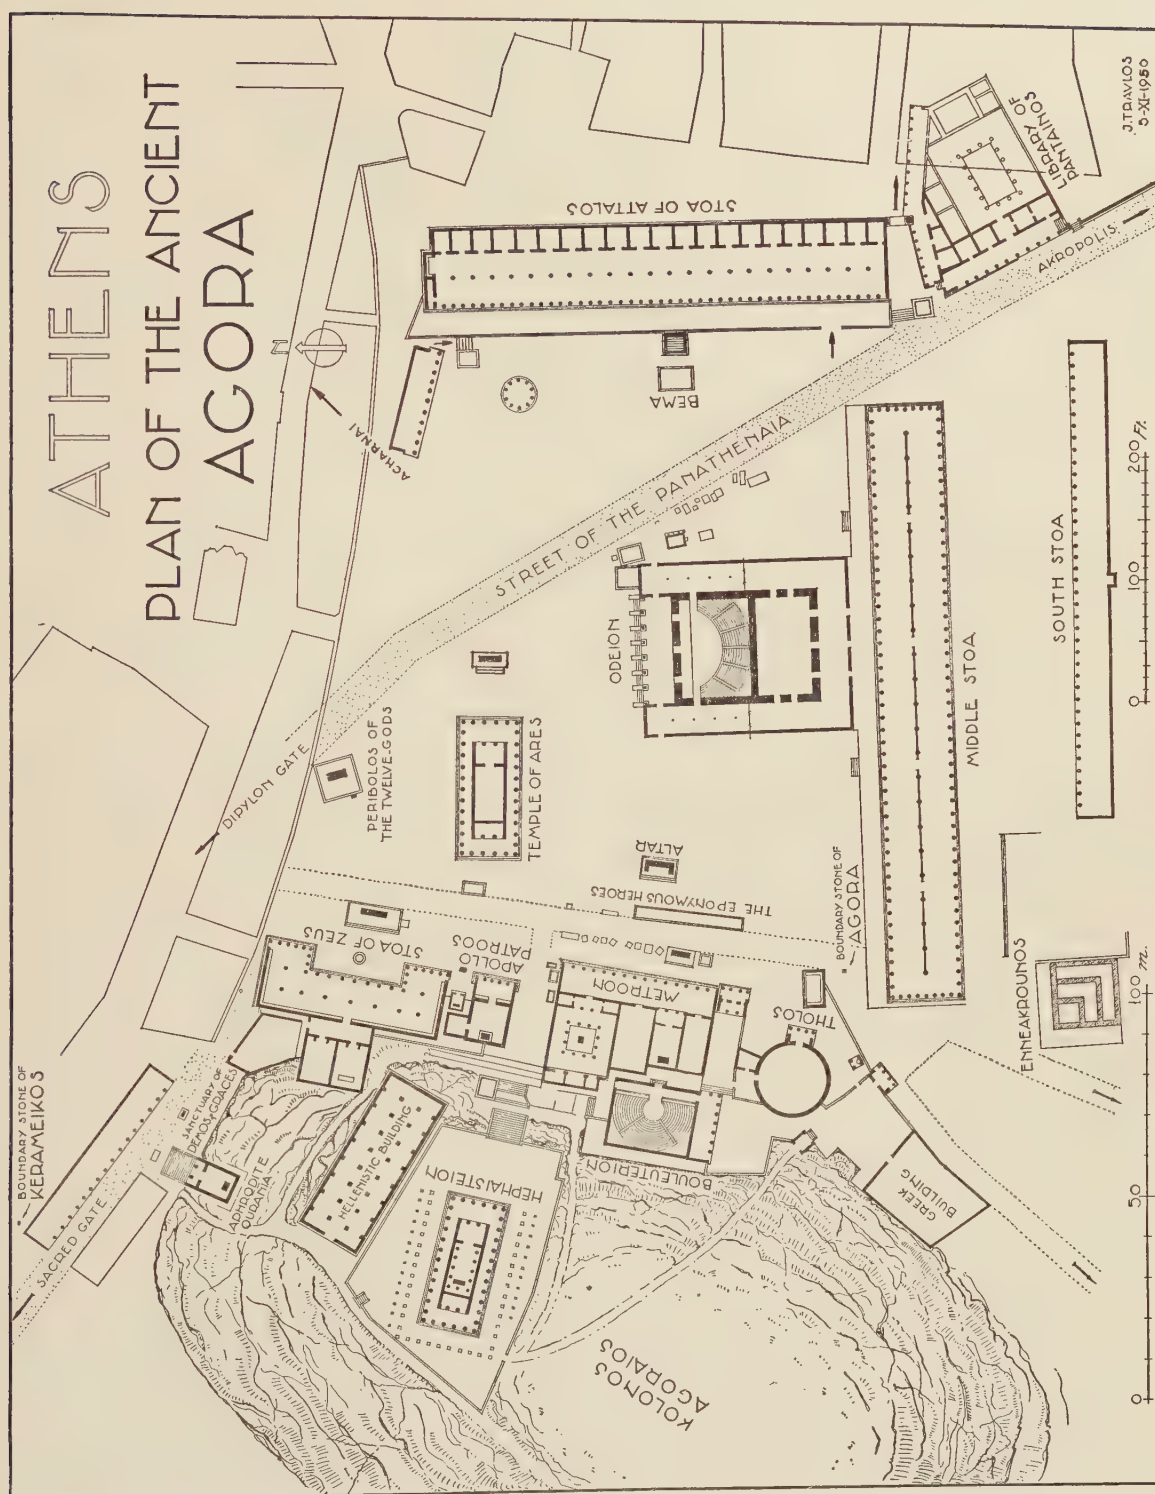 ATHENS
PLAN OF THE ANCIENT
AGORA
N
ACHARNAI
STOA OF ATTALOS
LIBRARY OF
PANTAINOS
J.TRAVLOS
5-XI-1950
AKROPOLIS
BEMA
STREET OF THE PANATHENAIA
DIPYLON GATE
PERIBOLOS OF
THE TWELVE GODS
TEMPLE OF ARES
ODEION
MIDDLE STOA
SOUTH STOA
ALTAR
THE EPONYMOUS HEROES
BOUNDARY STONE OF
AGORA
STOA OF ZEUS
APOLLO
PATROOS
METROON
THOLOS
ENNEAKROUNOS
BOUNDARY STONE OF
KERAMEIKOS
SACRED GATE
SANCTUARY OF
DEMOS & GRACES
APHRODITE
OURANIA
HELLENISTIC BUILDING
HEPHAISTEION
BOULEUTERION
GREEK
BUILDING
KOLONOS
AGORAIOS
0 50 100 m.
0 100 200 Ft.